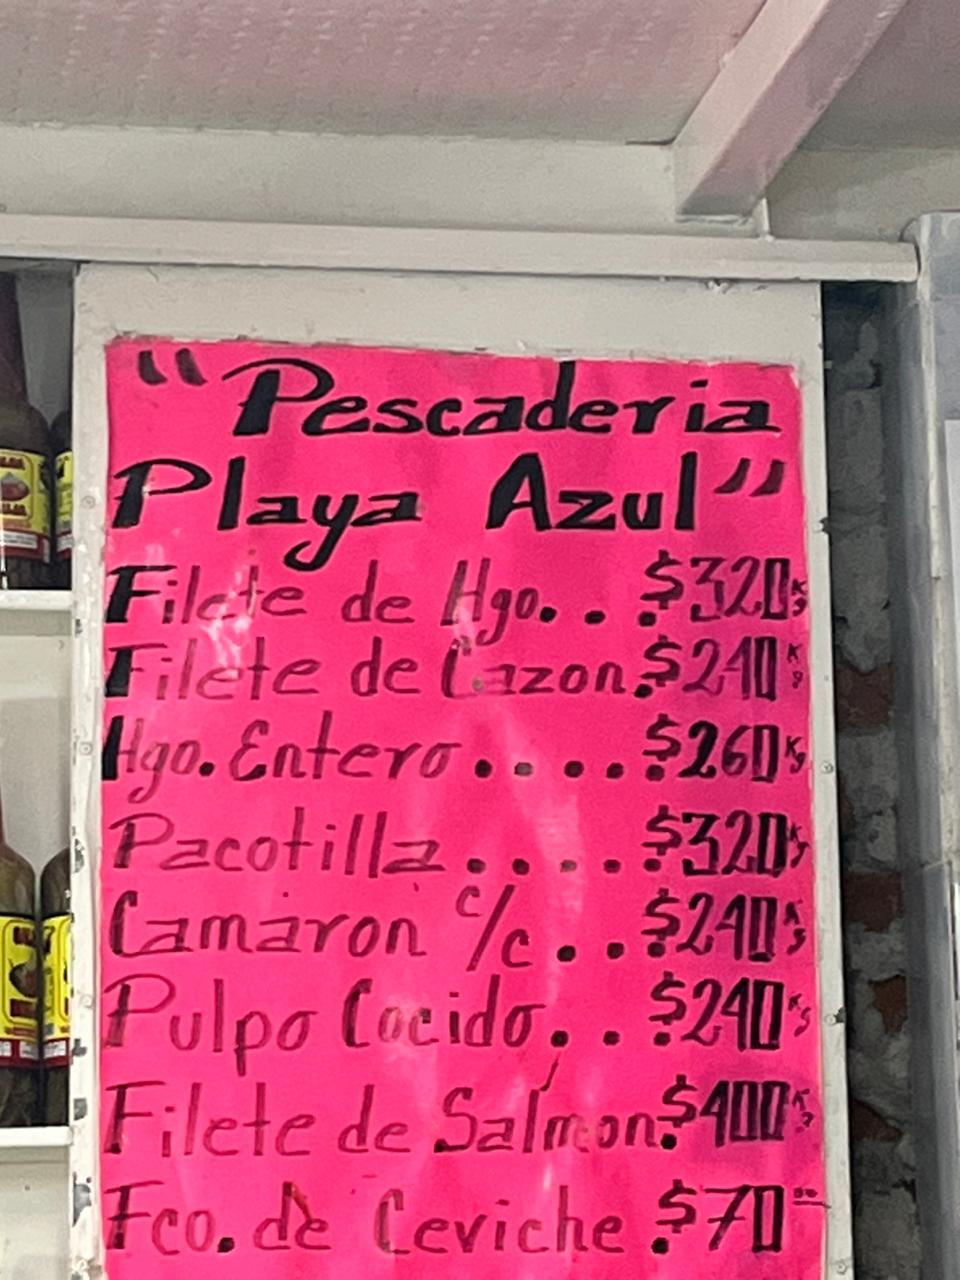 "Pescaderia
Playa Azul"
Filete de Hgo. . . $320 Kg
Filete de Cazon. $240 Kg
Hgo. Entero . . . . . $260 Kg
Pacotilla . . . . . $320 Kg
Camaron c/c . . . $240 Kg
Pulpo Cocido. . . $240 Kg
Filete de Salmon. $400 Kg
Fco. de Ceviche . $70 00